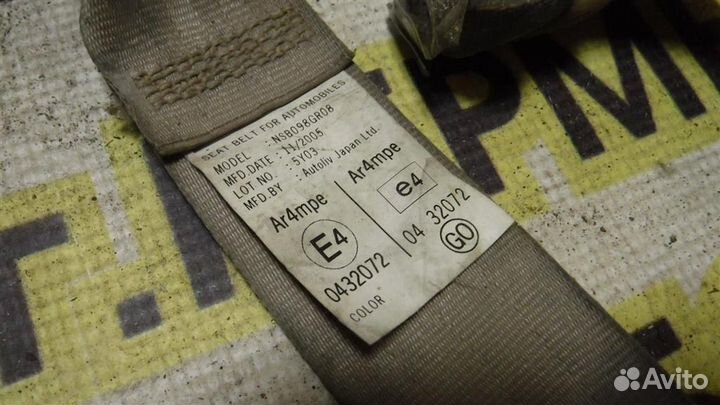 SEAT BELT FOR AUTOMOBILES
MODEL : NSB098GR08
MFD.DATE : 11/2005
LOT NO : 5Y03
MFD.BY : Autoliv Japan Ltd.
Ar4mpe
E4
0432072
COLOR
Ar4mpe
e4
04 32072
GO
Avito